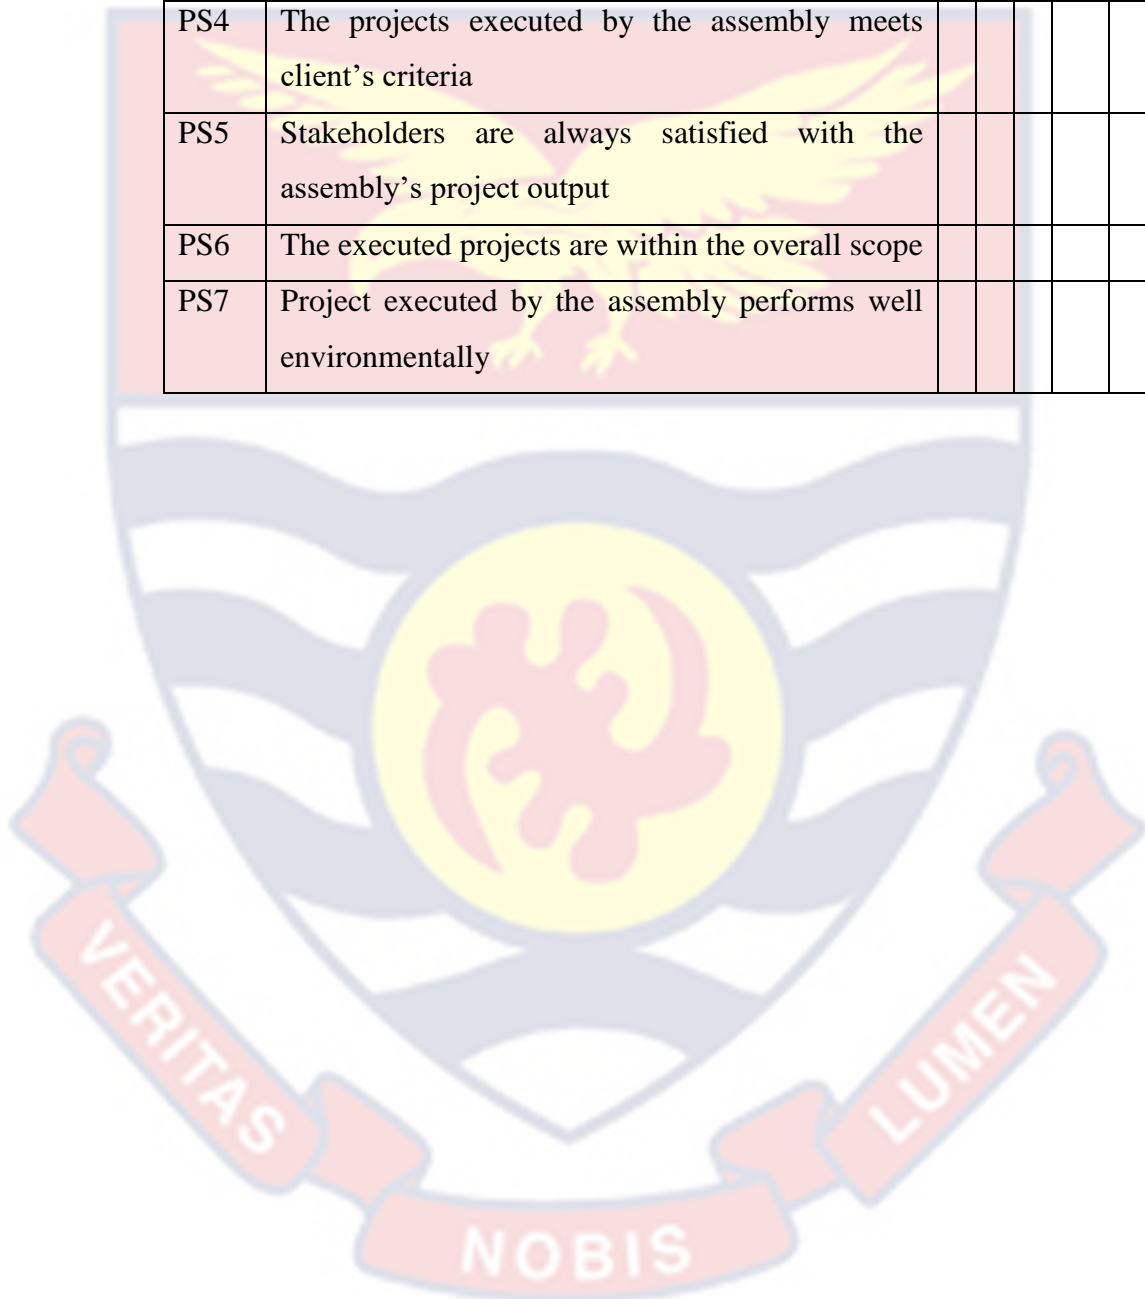 PS4 The projects executed by the assembly meets
client's criteria
PS5 Stakeholders are always satisfied with the
assembly's project output
PS6 The executed projects are within the overall scope
PS7 Project executed by the assembly performs well
environmentally
VERITAS
NOBIS
LUMEN